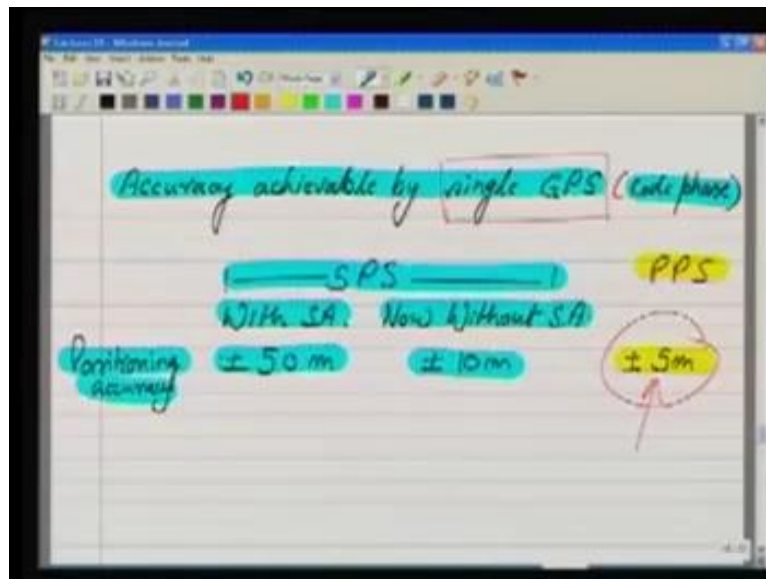 Accuracy achievable by single GPS (code phase)
SPS PPS
With SA. Now Without SA
Positioning accuracy ± 50 m ± 10 m ± 5m